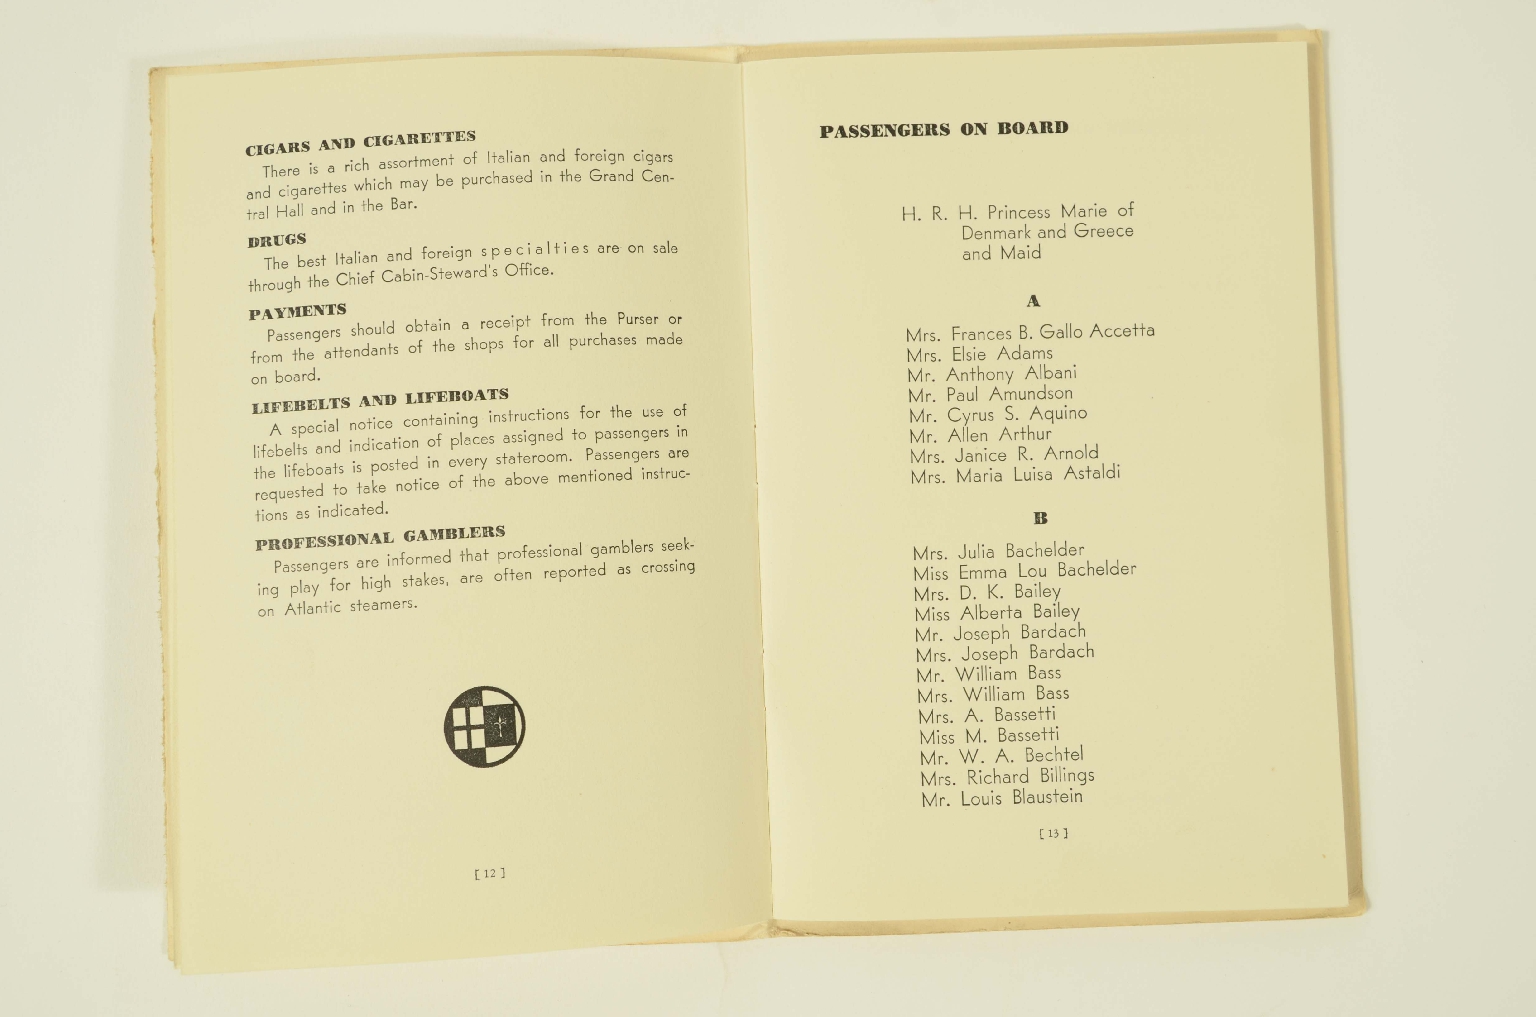 CIGARS AND CIGARETTES
There is a rich assortment of Italian and foreign cigars
and cigarettes which may be purchased in the Grand Cen-
tral Hall and in the Bar.
DRUGS
The best Italian and foreign specialties are on sale
through the Chief Cabin-Steward's Office.
PAYMENTS
Passengers should obtain a receipt from the Purser or
from the attendants of the shops for all purchases made
on board.
LIFEBELTS AND LIFEBOATS
A special notice containing instructions for the use of
lifebelts and indication of places assigned to passengers in
the lifeboats is posted in every stateroom. Passengers are
requested to take notice of the above mentioned instruc-
tions as indicated.
PROFESSIONAL GAMBLERS
Passengers are informed that professional gamblers seek-
ing play for high stakes, are often reported as crossing
on Atlantic steamers.
[ 12 ]
PASSENGERS ON BOARD
H. R. H. Princess Marie of
Denmark and Greece
and Maid
A
Mrs. Frances B. Gallo Accetta
Mrs. Elsie Adams
Mr. Anthony Albani
Mr. Paul Amundson
Mr. Cyrus S. Aquino
Mr. Allen Arthur
Mrs. Janice R. Arnold
Mrs. Maria Luisa Astaldi
B
Mrs. Julia Bachelder
Miss Emma Lou Bachelder
Mrs. D. K. Bailey
Miss Alberta Bailey
Mr. Joseph Bardach
Mrs. Joseph Bardach
Mr. William Bass
Mrs. William Bass
Mrs. A. Bassetti
Miss M. Bassetti
Mr. W. A. Bechtel
Mrs. Richard Billings
Mr. Louis Blaustein
[ 13 ]